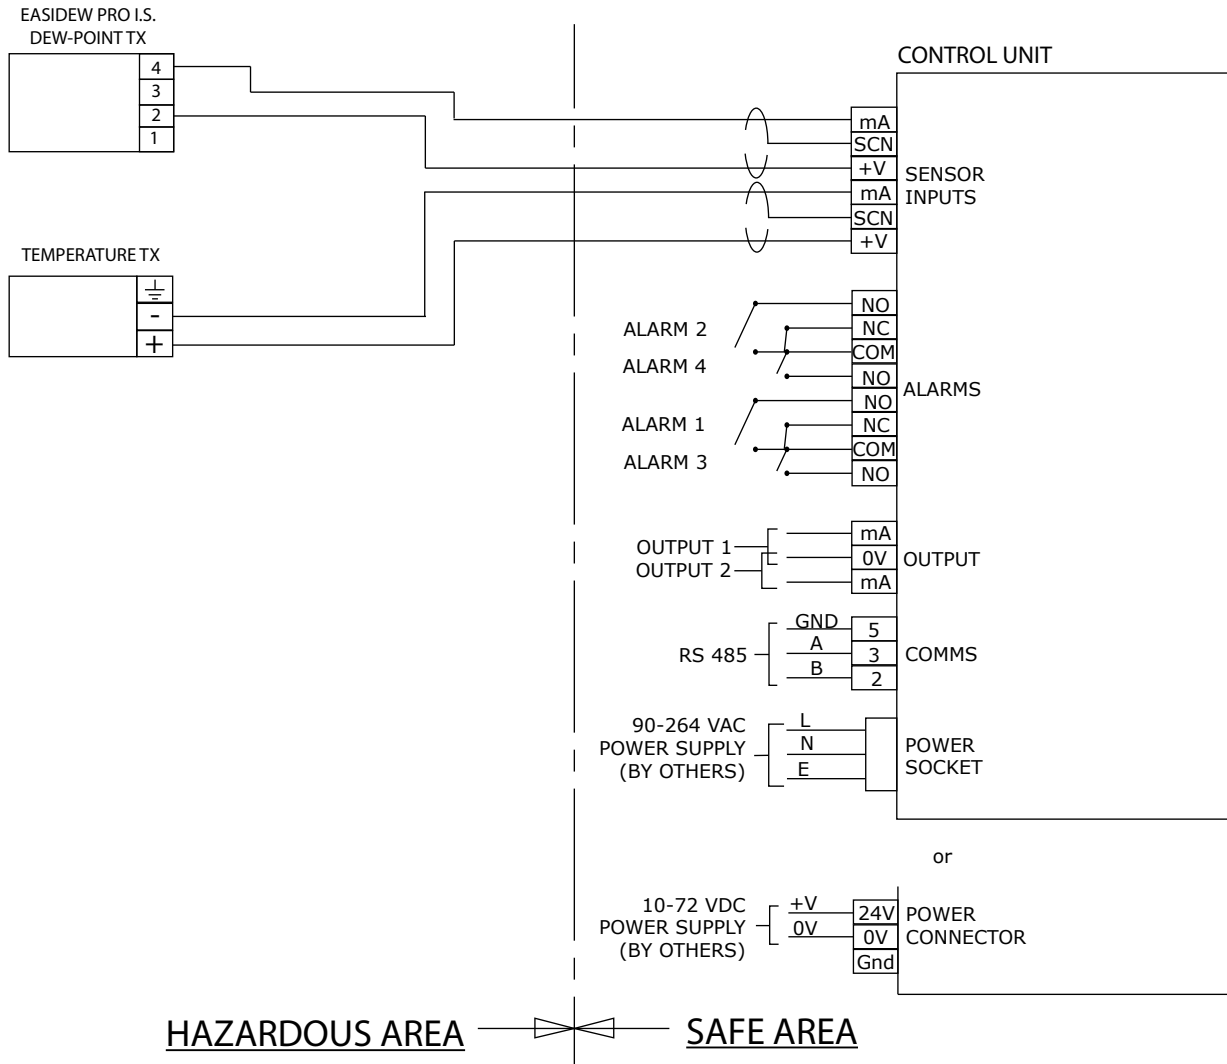 EASIDEW PRO I.S.
DEW-POINT TX
4
3
2
1
TEMPERATURE TX
-
+
CONTROL UNIT
mA
SCN
+V
mA
SCN
+V
SENSOR
INPUTS
ALARM 2
ALARM 4
ALARM 1
ALARM 3
NO
NC
COM
NO
NO
NC
COM
NO
ALARMS
OUTPUT 1
OUTPUT 2
mA
0V
mA
OUTPUT
RS 485
GND
A
B
5
3
2
COMMS
90-264 VAC
POWER SUPPLY
(BY OTHERS)
L
N
E
POWER
SOCKET
or
10-72 VDC
POWER SUPPLY
(BY OTHERS)
+V
0V
24V
0V
Gnd
POWER
CONNECTOR
HAZARDOUS AREA
SAFE AREA